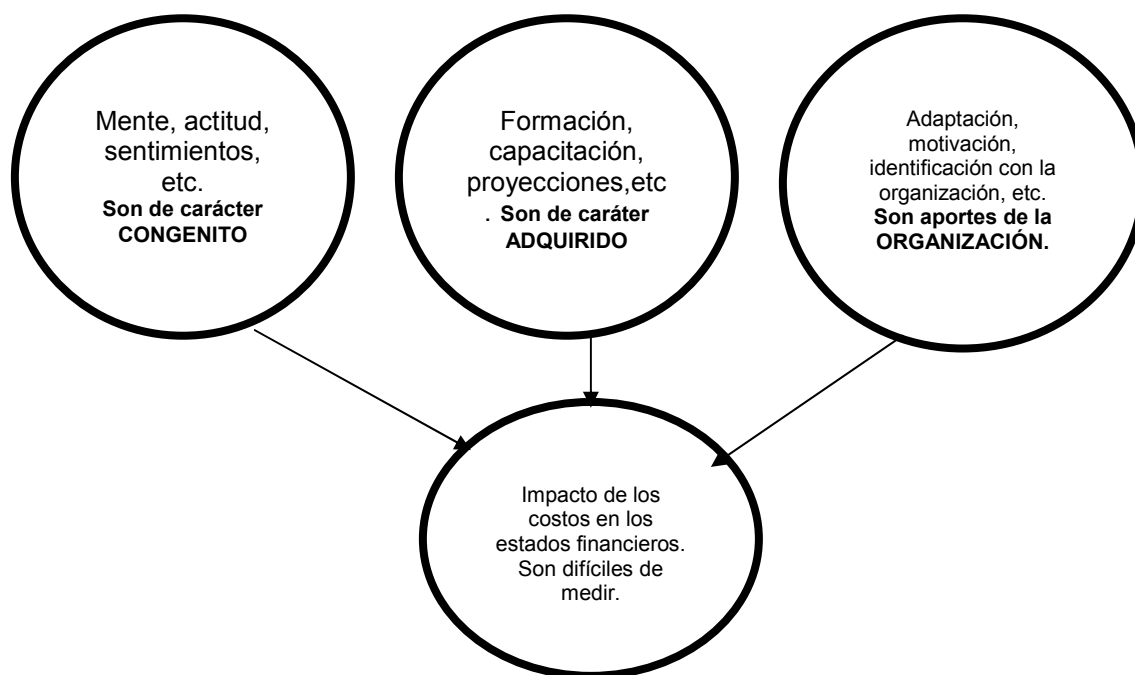 Mente, actitud,
sentimientos,
etc.
Son de carácter
CONGENITO
Formación,
capacitación,
proyecciones,etc
. Son de caráter
ADQUIRIDO
Adaptación,
motivación,
identificación con la
organización, etc.
Son aportes de la
ORGANIZACIÓN.
Impacto de los
costos en los
estados financieros.
Son difíciles de
medir.